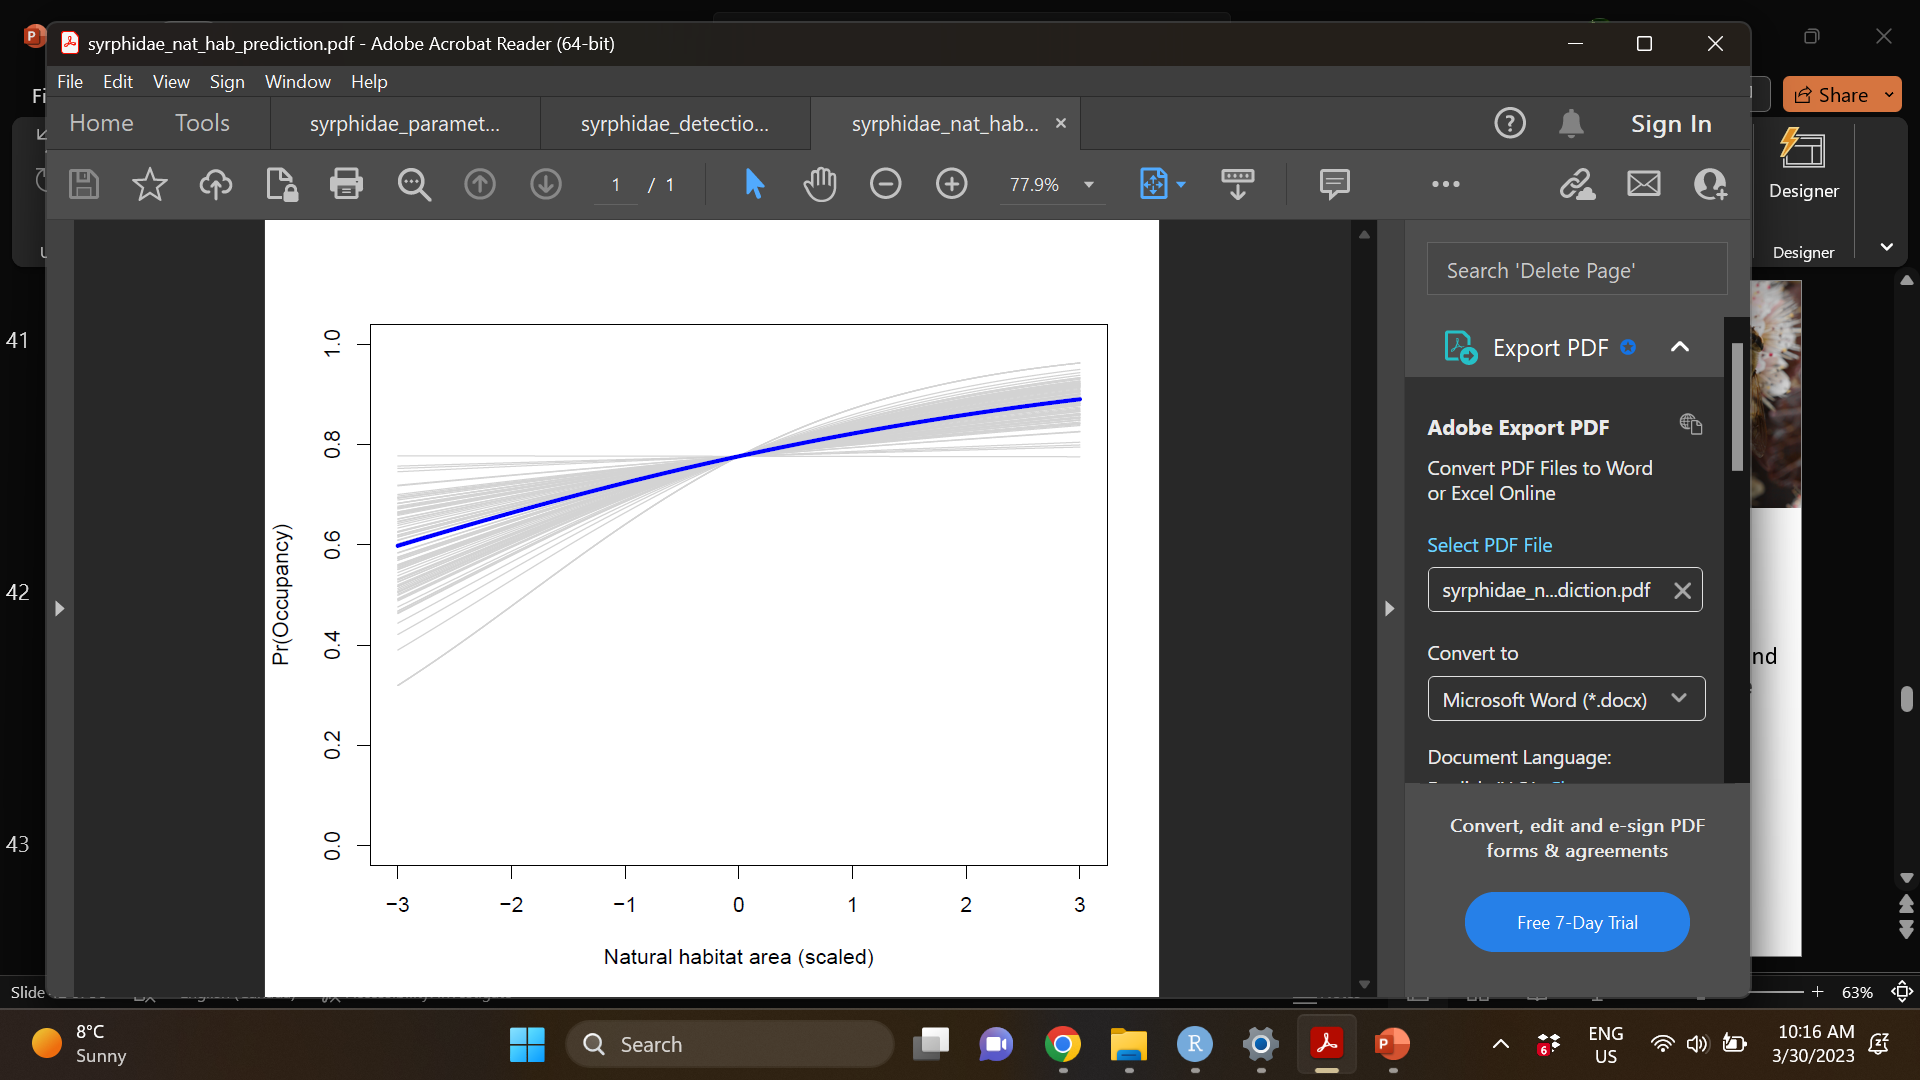 syrphidae_nat_hab_prediction.pdf - Adobe Acrobat Reader (64-bit)
File Edit View Sign Window Help
Fi
Share
Home Tools syrphidae_paramet... syrphidae_detectio... syrphidae_nat_hab... Sign In
1 / 1 77.9%
Designer
Designer
Search 'Delete Page'
Export PDF
Adobe Export PDF
Convert PDF Files to Word
or Excel Online
Select PDF File
syrphidae_n...diction.pdf
Convert to
Microsoft Word (*.docx)
Document Language:
Convert, edit and e-sign PDF
forms & agreements
Free 7-Day Trial
41
42
43
nd
1.0
0.8
0.6
0.4
0.2
0.0
Pr(Occupancy)
−3 −2 −1 0 1 2 3
Natural habitat area (scaled)
Slide
63%
8°C
Sunny
Search
6
ENG
US
10:16 AM
3/30/2023